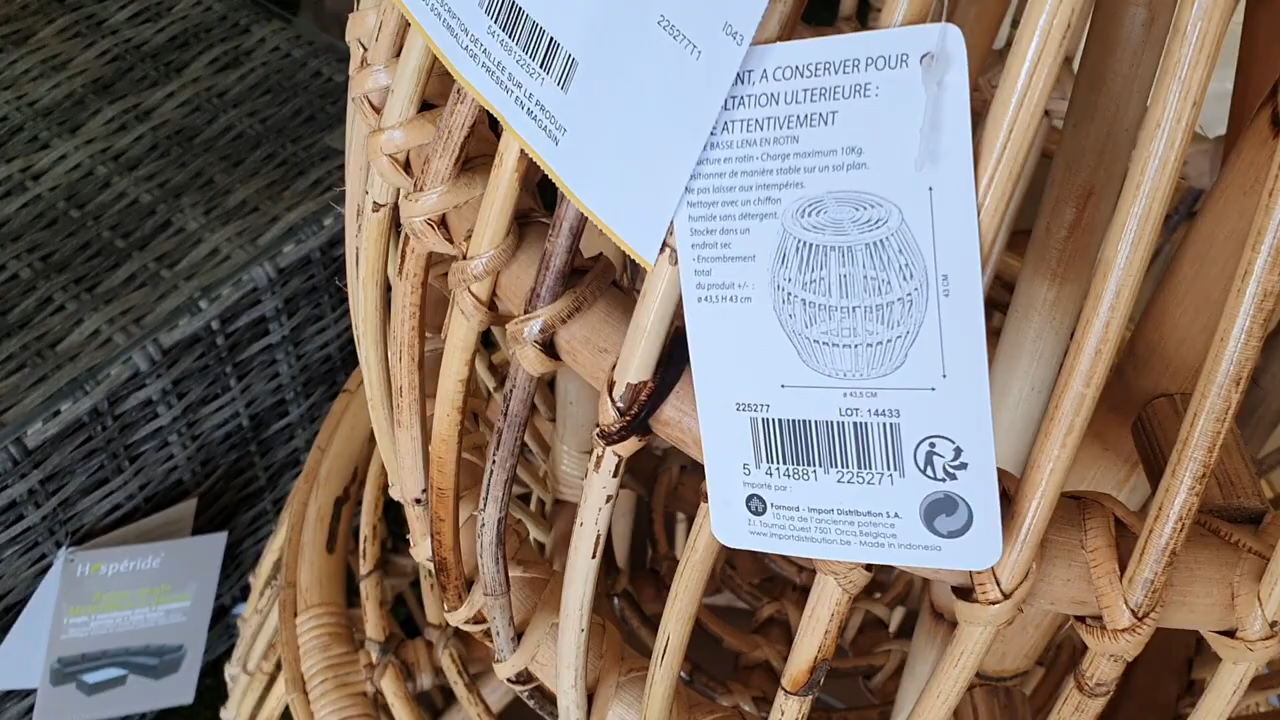 5414881225271
SCRIPTION DÉTAILLÉE SUR LE PRODUIT
OU SON EMBALLAGE) PRÉSENT EN MAGASIN
225277T1
I043
NT, A CONSERVER POUR
LTATION ULTERIEURE :
ATTENTIVEMENT
BASSE LENA EN ROTIN
ucture en rotin • Charge maximum 10Kg.
sitionner de manière stable sur un sol plan.
Ne pas laisser aux intempéries.
Nettoyer avec un chiffon
humide sans détergent.
Stocker dans un
endroit sec
• Encombrement
total
du produit +/- :
ø 43,5 H 43 cm
43 CM
ø 43,5 CM
225277
LOT: 14433
5 414881 225271
Importé par :
Fornord - Import Distribution S.A.
10 rue de l'ancienne potence
Z.I. Tournai Ouest 7501 Orcq,Belgique
www.importdistribution.be - Made in Indonesia
Hespéride